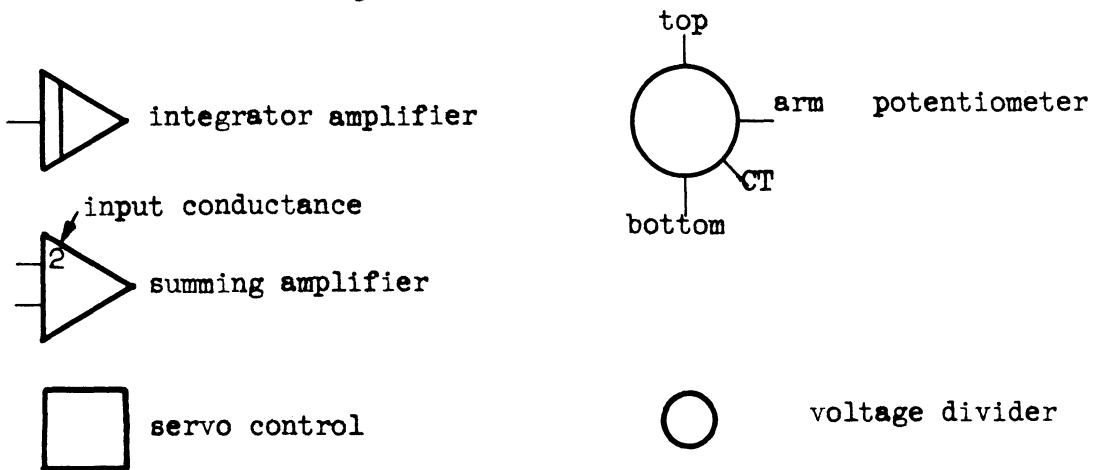 top
integrator amplifier
arm potentiometer
CT
input conductance
bottom
2
summing amplifier
servo control
voltage divider